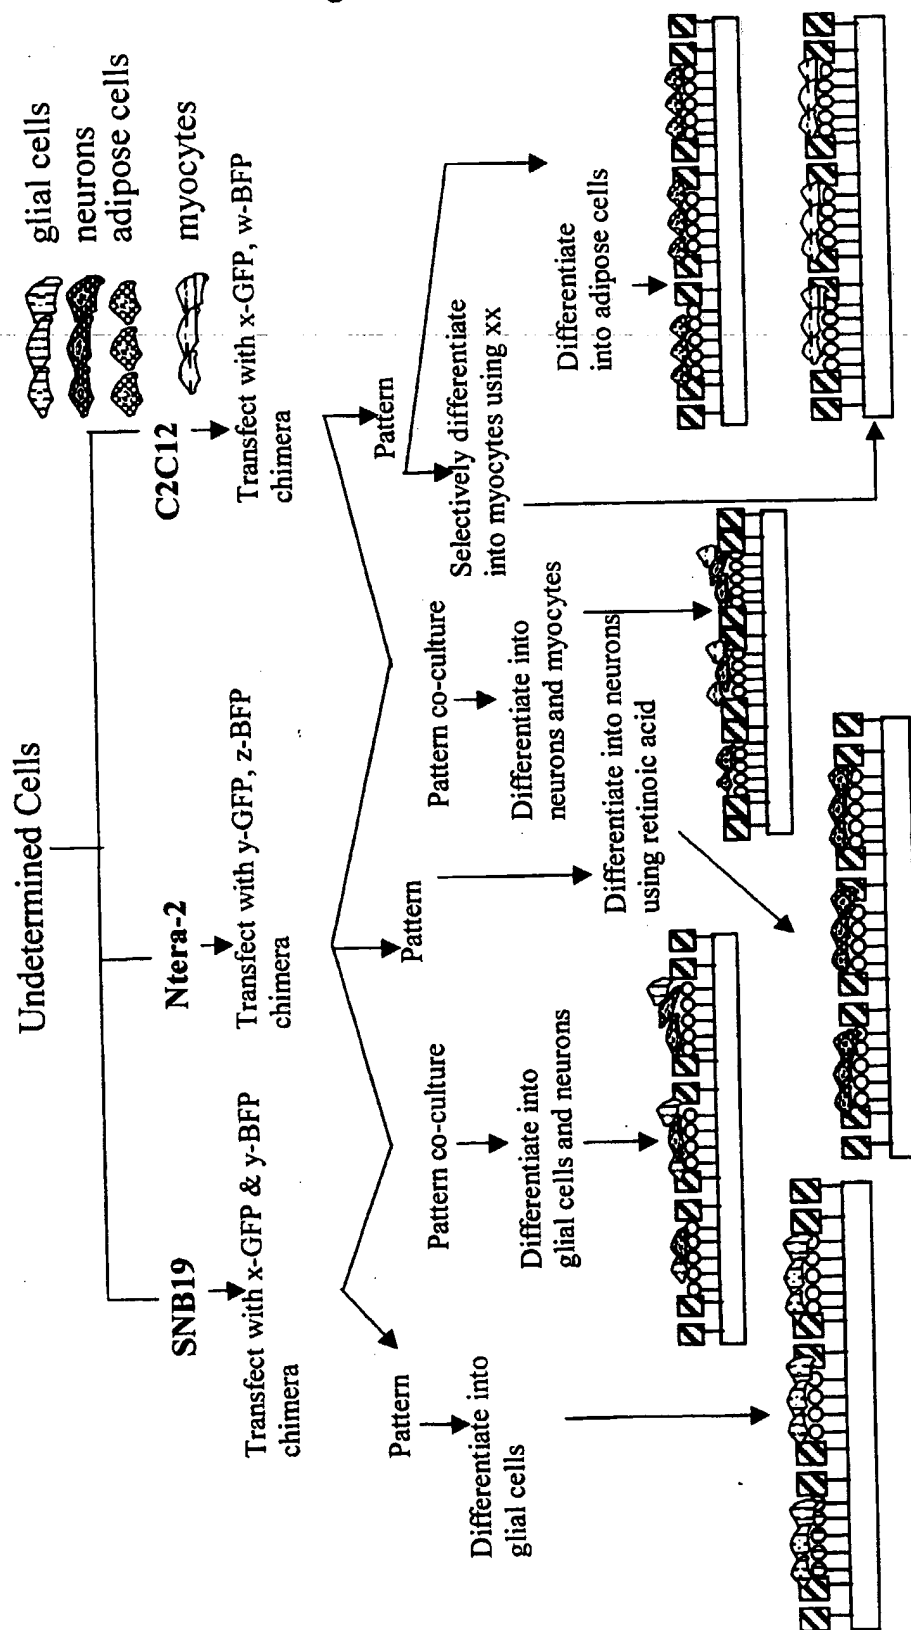 Undetermined Cells
glial cells
neurons
adipose cells
myocytes
SNB19
Transfect with x-GFP & y-BFP
chimera
Ntera-2
Transfect with y-GFP, z-BFP
chimera
C2C12
Transfect with x-GFP, w-BFP
chimera
Pattern
Differentiate into
glial cells
Pattern co-culture
Differentiate into
glial cells and neurons
Pattern
Differentiate into neurons
using retinoic acid
Pattern co-culture
Differentiate into
neurons and myocytes
Pattern
Selectively differentiate
into myocytes using xx
Differentiate
into adipose cells